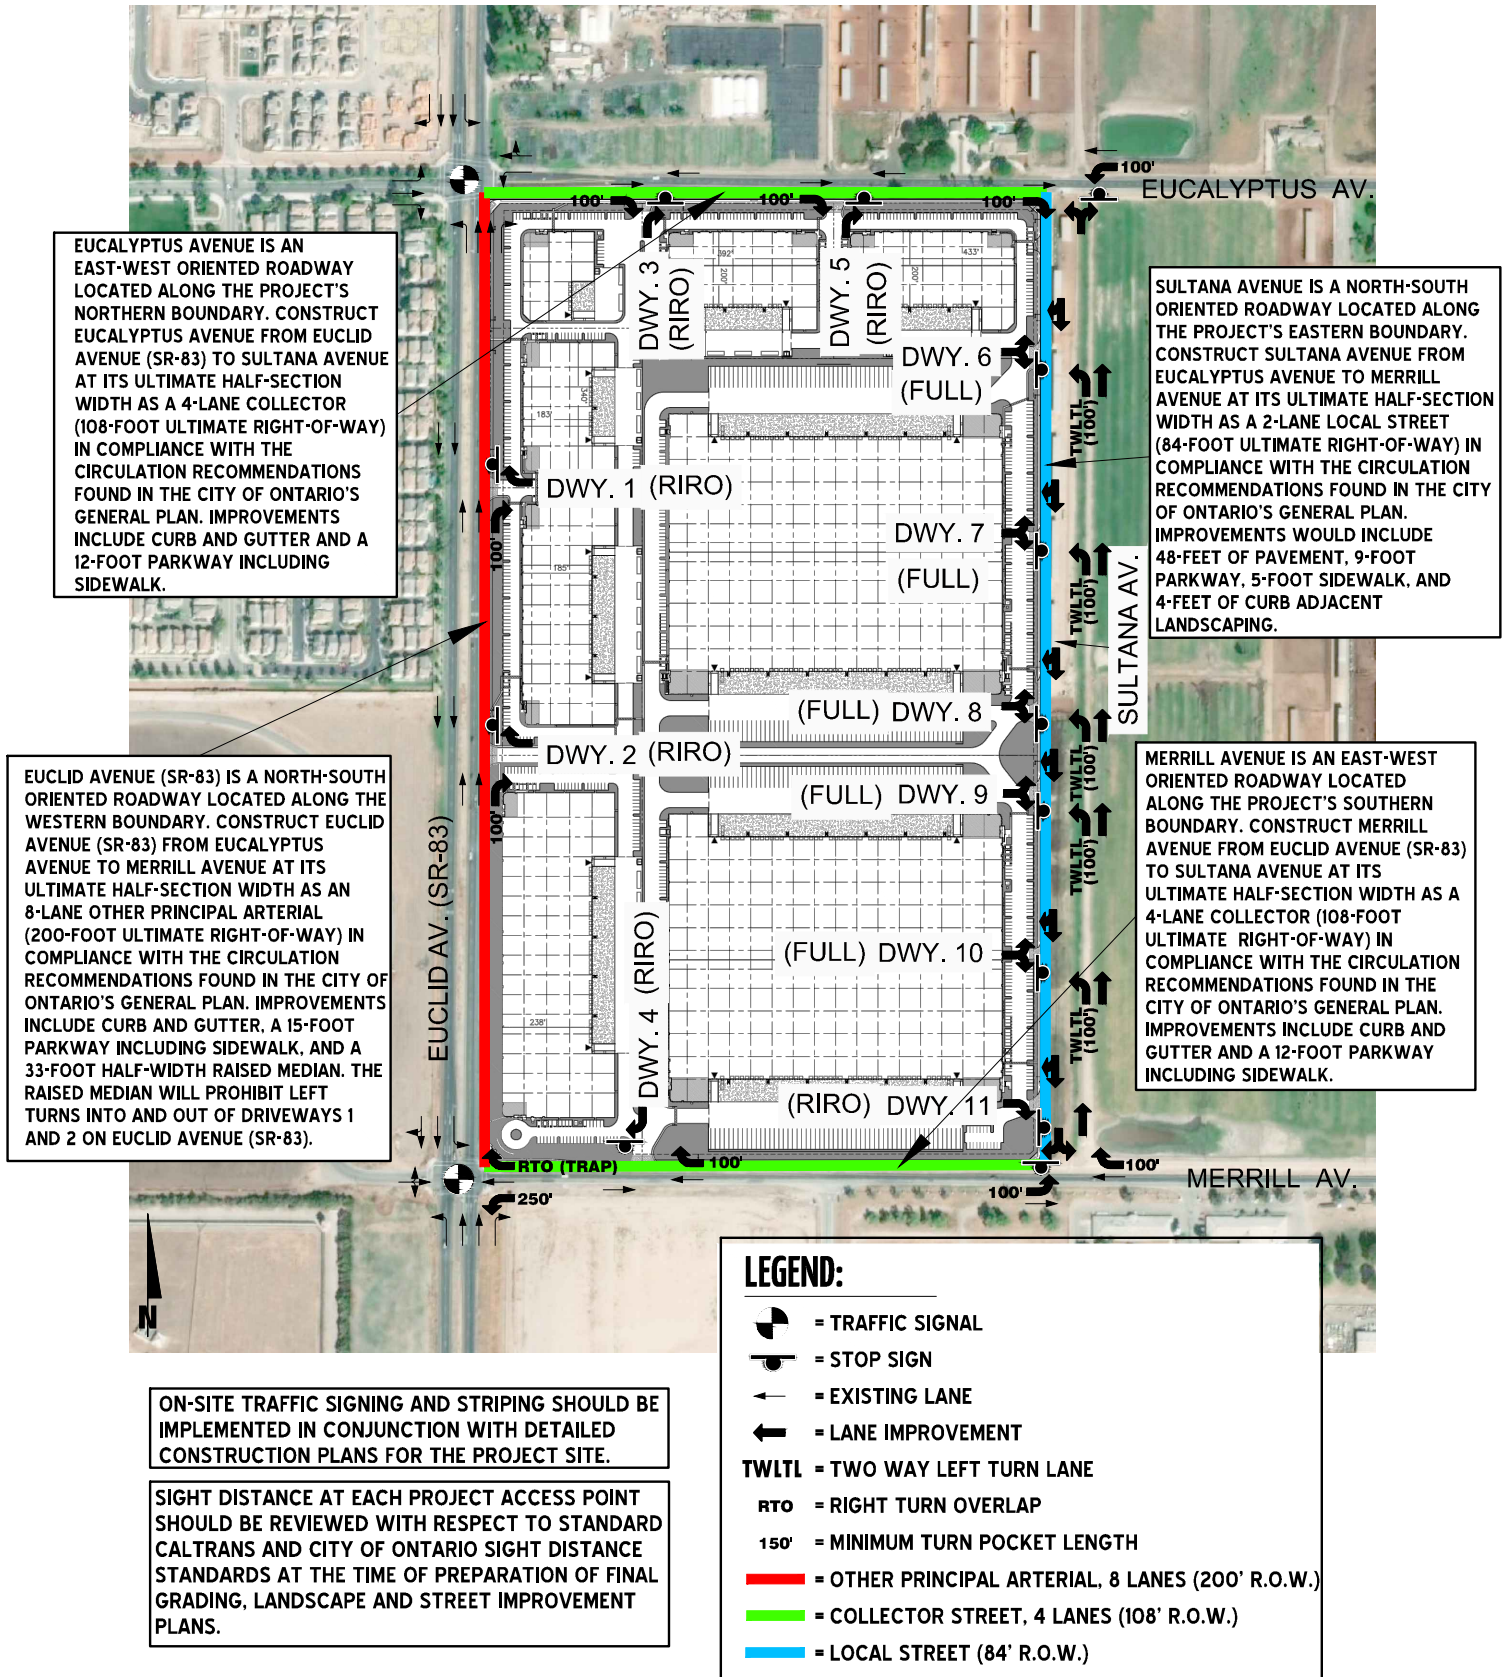 100'
EUCALYPTUS AV.
100'
100'
100'
EUCALYPTUS AVENUE IS AN
EAST-WEST ORIENTED ROADWAY
LOCATED ALONG THE PROJECT'S
NORTHERN BOUNDARY. CONSTRUCT
EUCALYPTUS AVENUE FROM EUCLID
AVENUE (SR-83) TO SULTANA AVENUE
AT ITS ULTIMATE HALF-SECTION
WIDTH AS A 4-LANE COLLECTOR
(108-FOOT ULTIMATE RIGHT-OF-WAY)
IN COMPLIANCE WITH THE
CIRCULATION RECOMMENDATIONS
FOUND IN THE CITY OF ONTARIO'S
GENERAL PLAN. IMPROVEMENTS
INCLUDE CURB AND GUTTER AND A
12-FOOT PARKWAY INCLUDING
SIDEWALK.
DWY. 3
(RIRO)
392'
200'
DWY. 5
(RIRO)
433'
200'
SULTANA AVENUE IS A NORTH-SOUTH
ORIENTED ROADWAY LOCATED ALONG
THE PROJECT'S EASTERN BOUNDARY.
CONSTRUCT SULTANA AVENUE FROM
EUCALYPTUS AVENUE TO MERRILL
AVENUE AT ITS ULTIMATE HALF-SECTION
WIDTH AS A 2-LANE LOCAL STREET
(84-FOOT ULTIMATE RIGHT-OF-WAY) IN
COMPLIANCE WITH THE CIRCULATION
RECOMMENDATIONS FOUND IN THE CITY
OF ONTARIO'S GENERAL PLAN.
IMPROVEMENTS WOULD INCLUDE
48-FEET OF PAVEMENT, 9-FOOT
PARKWAY, 5-FOOT SIDEWALK, AND
4-FEET OF CURB ADJACENT
LANDSCAPING.
DWY. 6
(FULL)
TWLTL
(100')
340'
183'
DWY. 1 (RIRO)
100'
DWY. 7
(FULL)
TWLTL
(100')
185'
SULTANA AV.
(FULL) DWY. 8
TWLTL
(100')
DWY. 2 (RIRO)
100'
(FULL) DWY. 9
TWLTL
(100')
EUCLID AVENUE (SR-83) IS A NORTH-SOUTH
ORIENTED ROADWAY LOCATED ALONG THE
WESTERN BOUNDARY. CONSTRUCT EUCLID
AVENUE (SR-83) FROM EUCALYPTUS
AVENUE TO MERRILL AVENUE AT ITS
ULTIMATE HALF-SECTION WIDTH AS AN
8-LANE OTHER PRINCIPAL ARTERIAL
(200-FOOT ULTIMATE RIGHT-OF-WAY) IN
COMPLIANCE WITH THE CIRCULATION
RECOMMENDATIONS FOUND IN THE CITY OF
ONTARIO'S GENERAL PLAN. IMPROVEMENTS
INCLUDE CURB AND GUTTER, A 15-FOOT
PARKWAY INCLUDING SIDEWALK, AND A
33-FOOT HALF-WIDTH RAISED MEDIAN. THE
RAISED MEDIAN WILL PROHIBIT LEFT
TURNS INTO AND OUT OF DRIVEWAYS 1
AND 2 ON EUCLID AVENUE (SR-83).
EUCLID AV. (SR-83)
MERRILL AVENUE IS AN EAST-WEST
ORIENTED ROADWAY LOCATED
ALONG THE PROJECT'S SOUTHERN
BOUNDARY. CONSTRUCT MERRILL
AVENUE FROM EUCLID AVENUE (SR-83)
TO SULTANA AVENUE AT ITS
ULTIMATE HALF-SECTION WIDTH AS A
4-LANE COLLECTOR (108-FOOT
ULTIMATE RIGHT-OF-WAY) IN
COMPLIANCE WITH THE CIRCULATION
RECOMMENDATIONS FOUND IN THE
CITY OF ONTARIO'S GENERAL PLAN.
IMPROVEMENTS INCLUDE CURB AND
GUTTER AND A 12-FOOT PARKWAY
INCLUDING SIDEWALK.
238'
DWY. 4 (RIRO)
(FULL) DWY. 10
TWLTL
(100')
(RIRO) DWY. 11
RTO (TRAP)
100'
100'
MERRILL AV.
250'
100'
N
LEGEND:
= TRAFFIC SIGNAL
= STOP SIGN
= EXISTING LANE
= LANE IMPROVEMENT
TWLTL = TWO WAY LEFT TURN LANE
RTO = RIGHT TURN OVERLAP
150' = MINIMUM TURN POCKET LENGTH
= OTHER PRINCIPAL ARTERIAL, 8 LANES (200' R.O.W.)
= COLLECTOR STREET, 4 LANES (108' R.O.W.)
= LOCAL STREET (84' R.O.W.)
ON-SITE TRAFFIC SIGNING AND STRIPING SHOULD BE
IMPLEMENTED IN CONJUNCTION WITH DETAILED
CONSTRUCTION PLANS FOR THE PROJECT SITE.
SIGHT DISTANCE AT EACH PROJECT ACCESS POINT
SHOULD BE REVIEWED WITH RESPECT TO STANDARD
CALTRANS AND CITY OF ONTARIO SIGHT DISTANCE
STANDARDS AT THE TIME OF PREPARATION OF FINAL
GRADING, LANDSCAPE AND STREET IMPROVEMENT
PLANS.